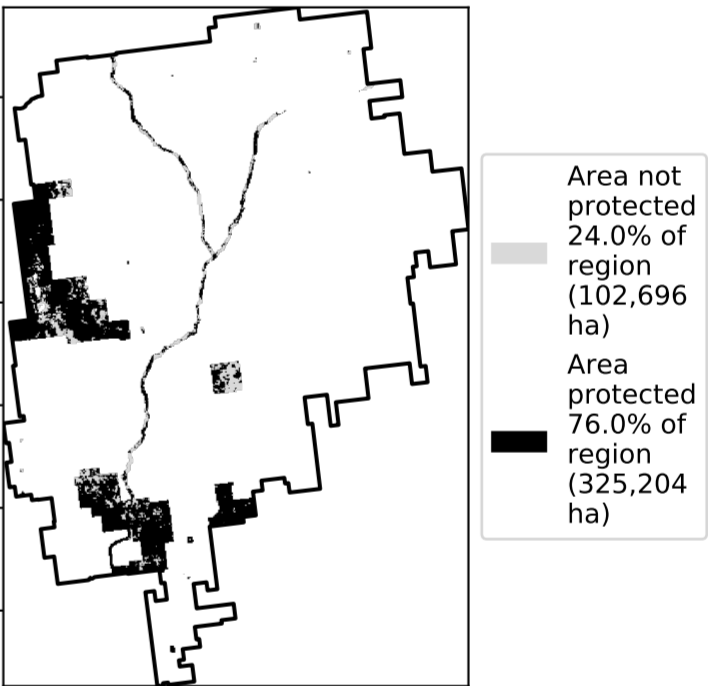 Area not
protected
24.0% of
region
(102,696
ha)
Area
protected
76.0% of
region
(325,204
ha)